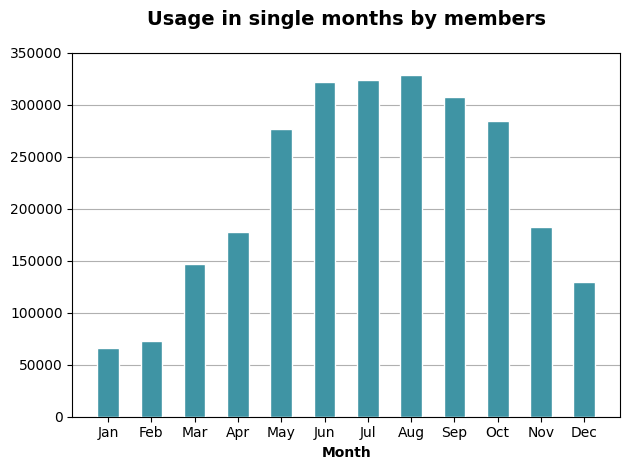 Usage in single months by members
350000
300000
250000
200000
150000
100000
50000
0
Jan Feb Mar Apr May Jun Jul Aug Sep Oct Nov Dec
Month